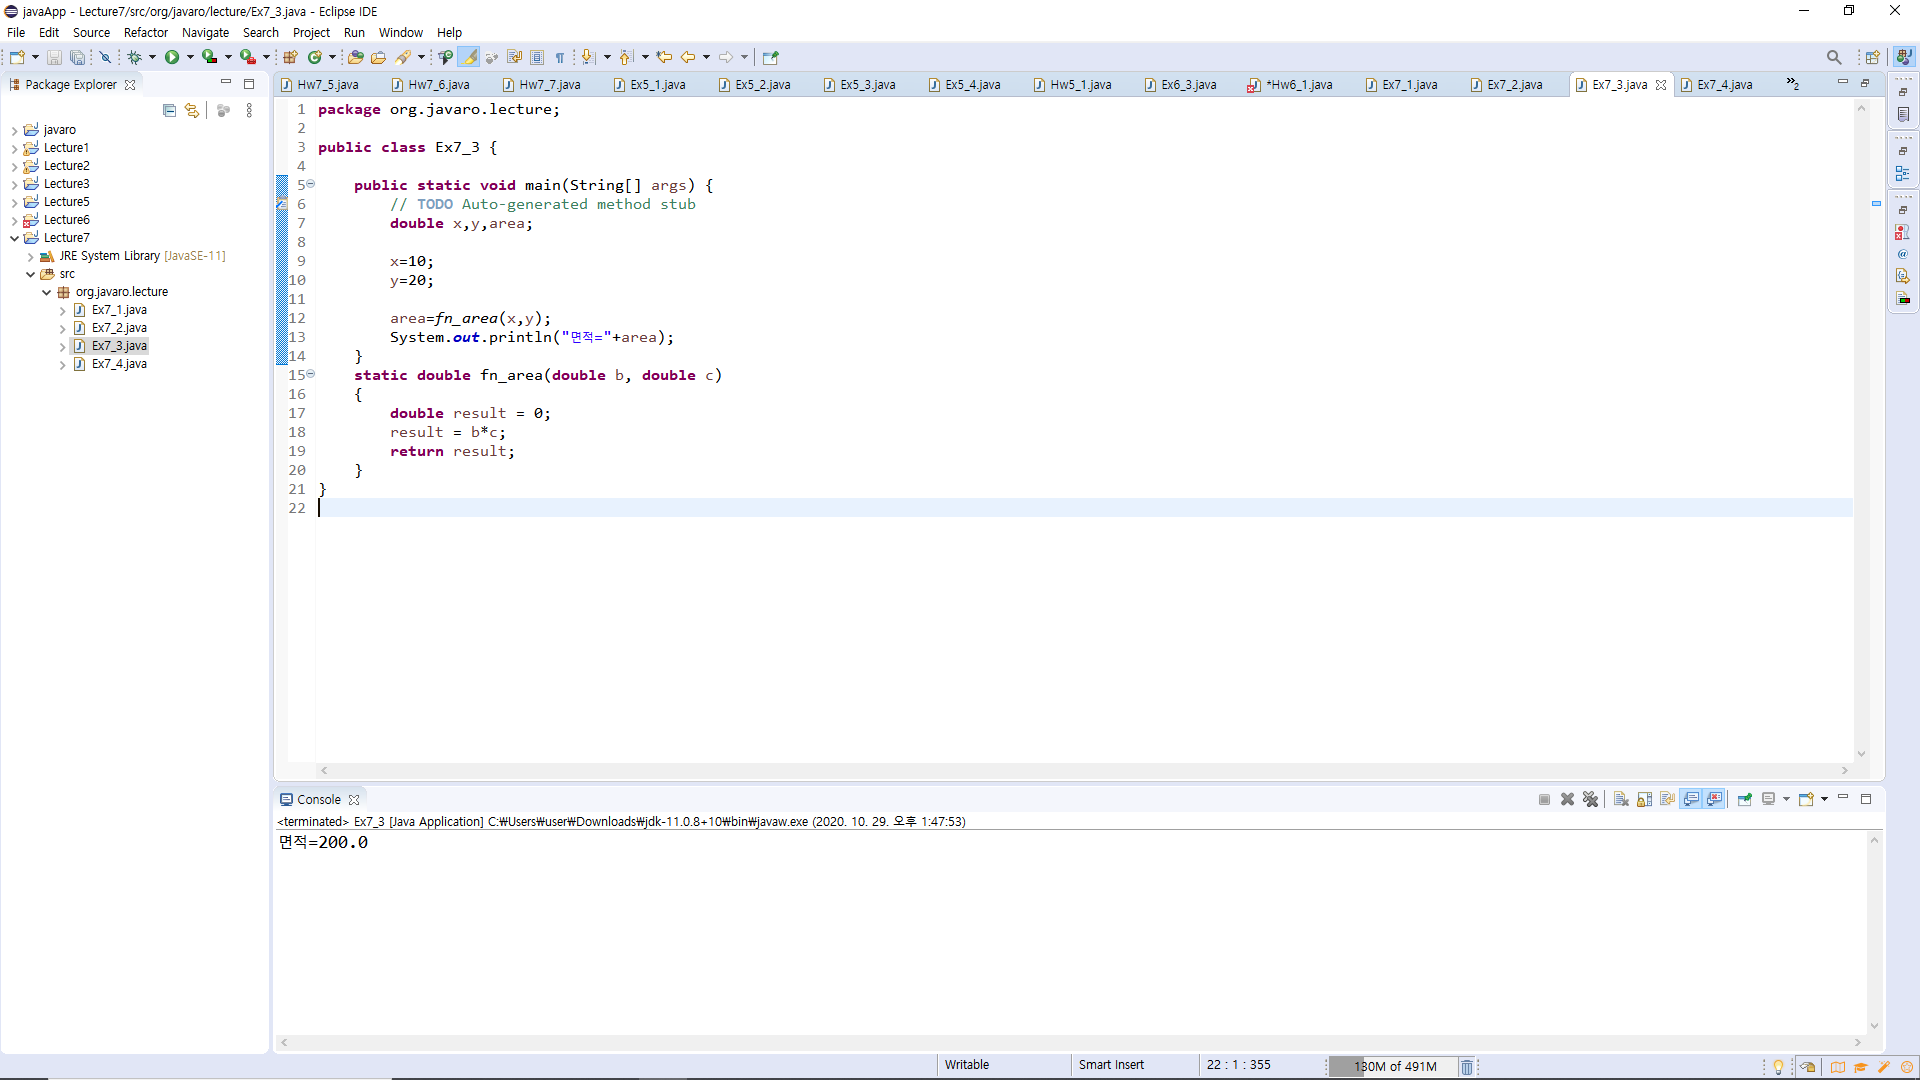 javaApp - Lecture7/src/org/javaro/lecture/Ex7_3.java - Eclipse IDE
File Edit Source Refactor Navigate Search Project Run Window Help
Package Explorer
Hw7_5.java Hw7_6.java Hw7_7.java Ex5_1.java Ex5_2.java Ex5_3.java Ex5_4.java Hw5_1.java Ex6_3.java *Hw6_1.java Ex7_1.java Ex7_2.java Ex7_3.java Ex7_4.java »2
javaro
Lecture1
Lecture2
Lecture3
Lecture5
Lecture6
Lecture7
JRE System Library [JavaSE-11]
src
org.javaro.lecture
Ex7_1.java
Ex7_2.java
Ex7_3.java
Ex7_4.java
1 package org.javaro.lecture;
2
3 public class Ex7_3 {
4
5 public static void main(String[] args) {
6 // TODO Auto-generated method stub
7 double x,y,area;
8
9 x=10;
10 y=20;
11
12 area=fn_area(x,y);
13 System.out.println("면적="+area);
14 }
15 static double fn_area(double b, double c)
16 {
17 double result = 0;
18 result = b*c;
19 return result;
20 }
21 }
22
Console
<terminated> Ex7_3 [Java Application] C:₩Users₩user₩Downloads₩jdk-11.0.8+10₩bin₩javaw.exe (2020. 10. 29. 오후 1:47:53)
면적=200.0
Writable Smart Insert 22 : 1 : 355 130M of 491M